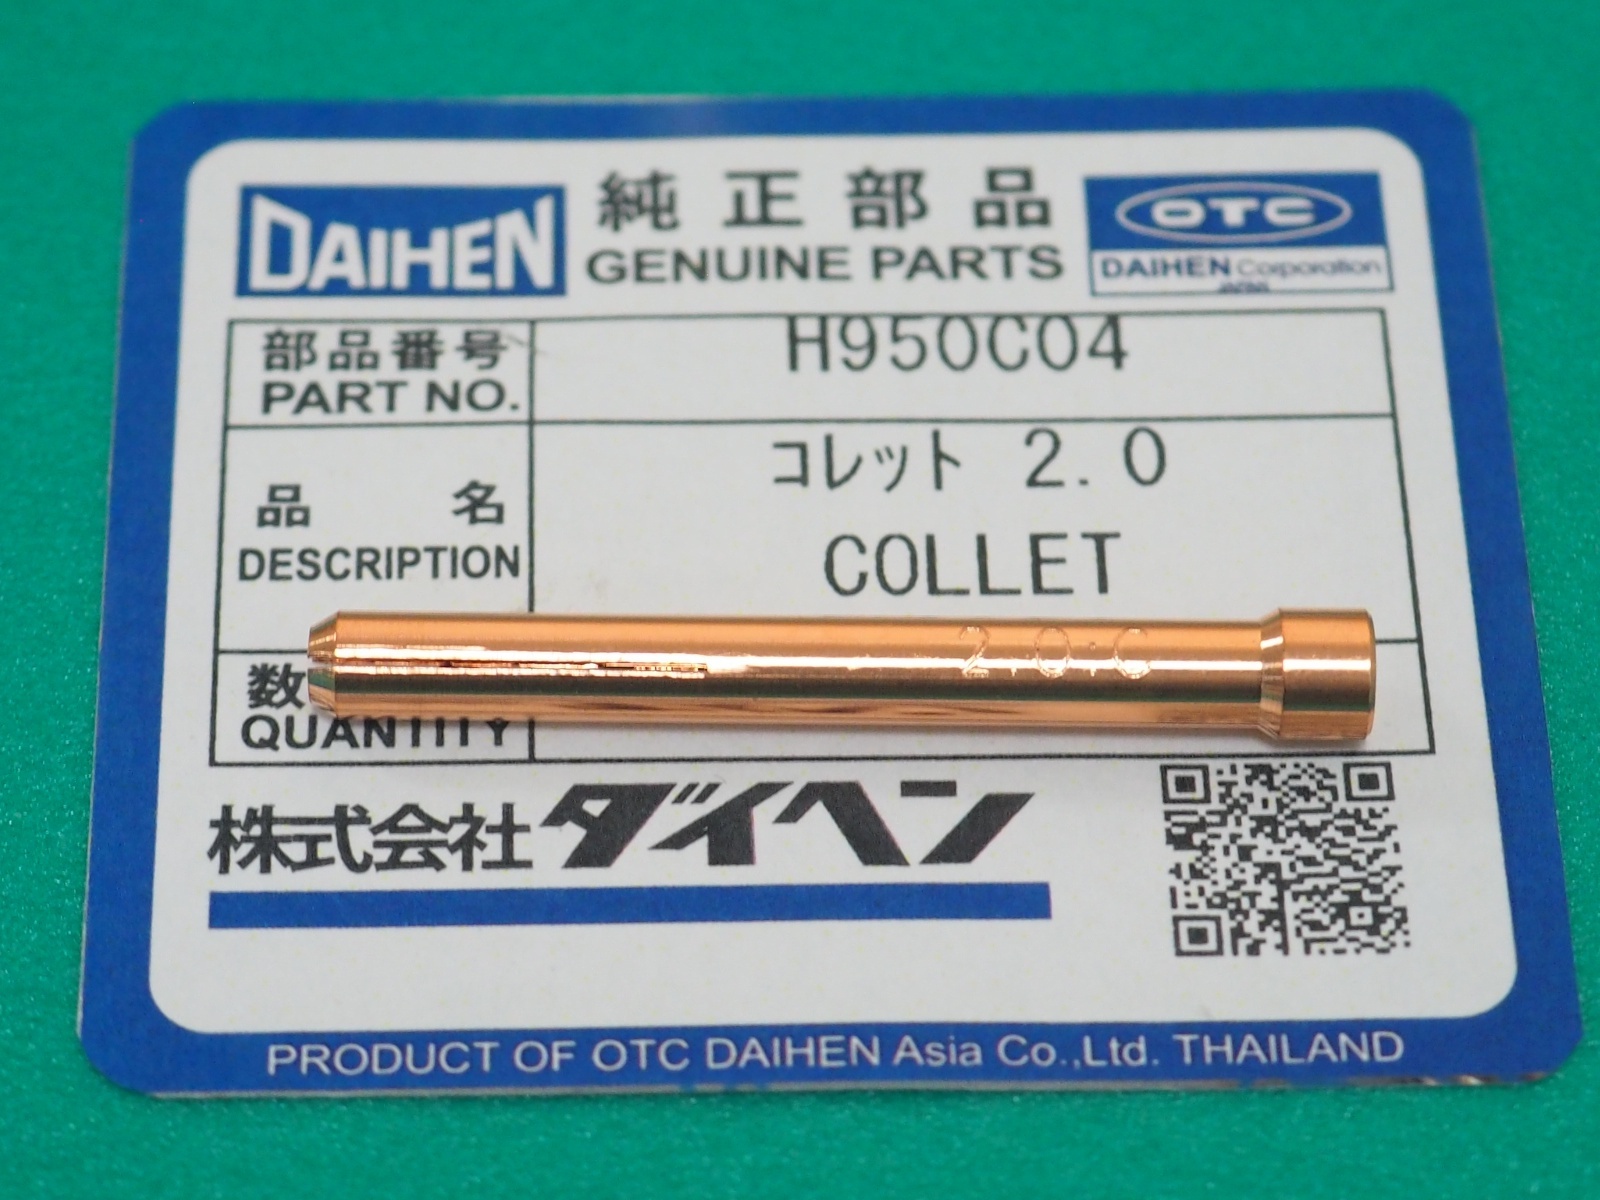 DAIHEN
純正部品
GENUINE PARTS
OTC
DAIHEN Corporation
JAPAN
部品番号
PART NO.
H950C04
品名
DESCRIPTION
コレット 2.0
COLLET
2.0.C
数
QUANTITY
株式会社ダイヘン
PRODUCT OF OTC DAIHEN Asia Co.,Ltd. THAILAND